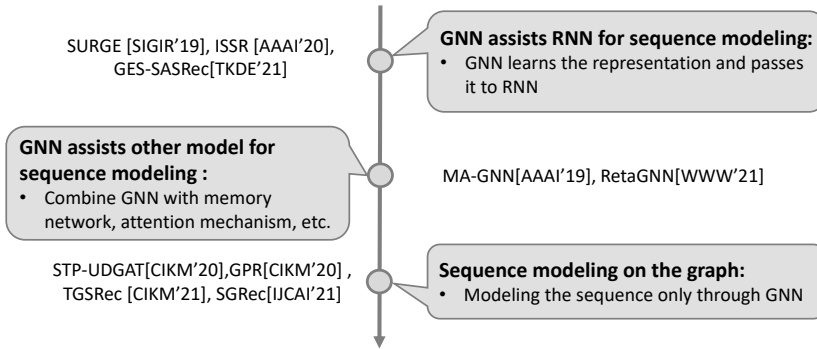 SURGE [SIGIR’19], ISSR [AAAI’20],
GES-SASRec[TKDE’21]
GNN assists RNN for sequence modeling:
• GNN learns the representation and passes
it to RNN
GNN assists other model for
sequence modeling :
• Combine GNN with memory
network, attention mechanism, etc.
MA-GNN[AAAI’19], RetaGNN[WWW’21]
STP-UDGAT[CIKM’20],GPR[CIKM’20] ,
TGSRec [CIKM’21], SGRec[IJCAI’21]
Sequence modeling on the graph:
• Modeling the sequence only through GNN